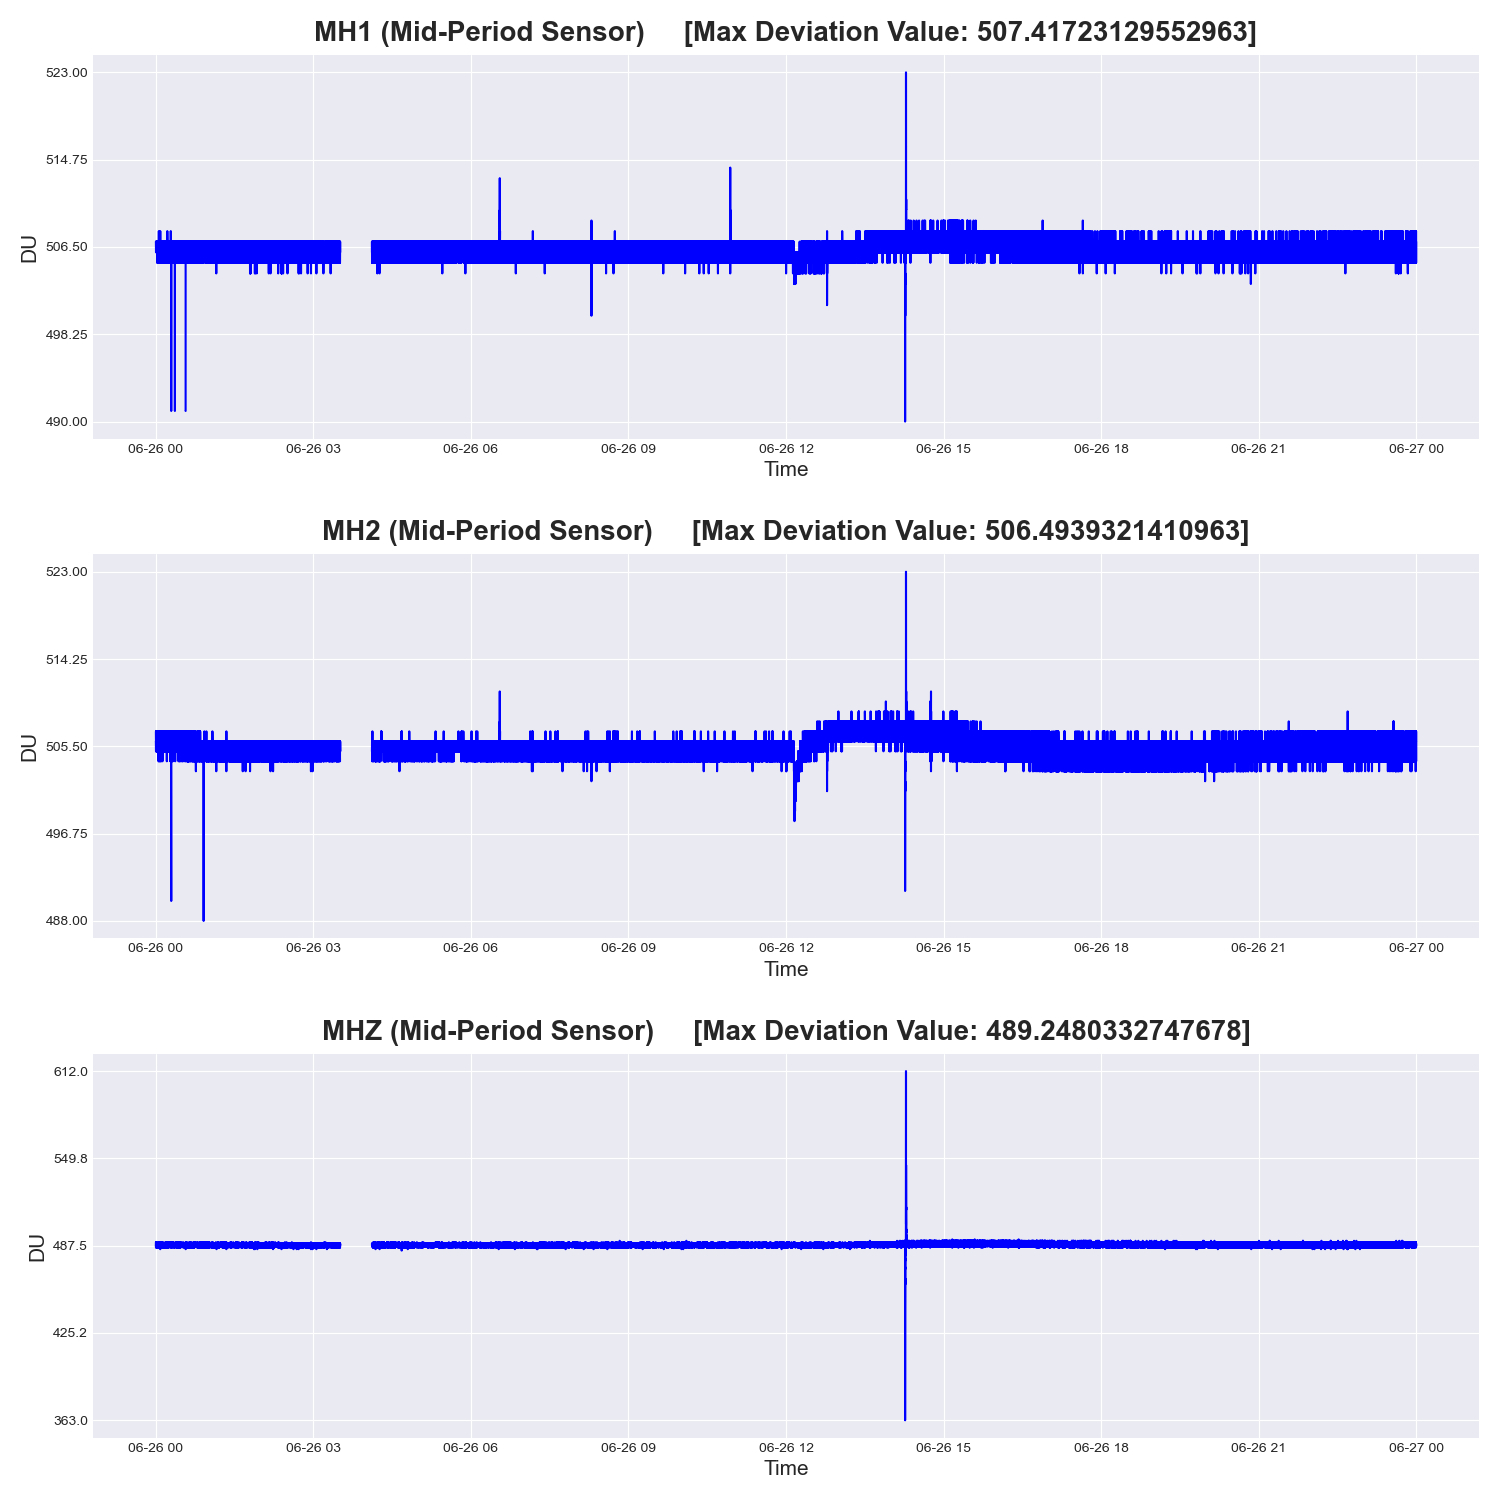 MH1 (Mid-Period Sensor) [Max Deviation Value: 507.41723129552963]
523.00
514.75
506.50
498.25
490.00
DU
06-26 00 06-26 03 06-26 06 06-26 09 06-26 12 06-26 15 06-26 18 06-26 21 06-27 00
Time
MH2 (Mid-Period Sensor) [Max Deviation Value: 506.4939321410963]
523.00
514.25
505.50
496.75
488.00
DU
06-26 00 06-26 03 06-26 06 06-26 09 06-26 12 06-26 15 06-26 18 06-26 21 06-27 00
Time
MHZ (Mid-Period Sensor) [Max Deviation Value: 489.2480332747678]
612.0
549.8
487.5
425.2
363.0
DU
06-26 00 06-26 03 06-26 06 06-26 09 06-26 12 06-26 15 06-26 18 06-26 21 06-27 00
Time